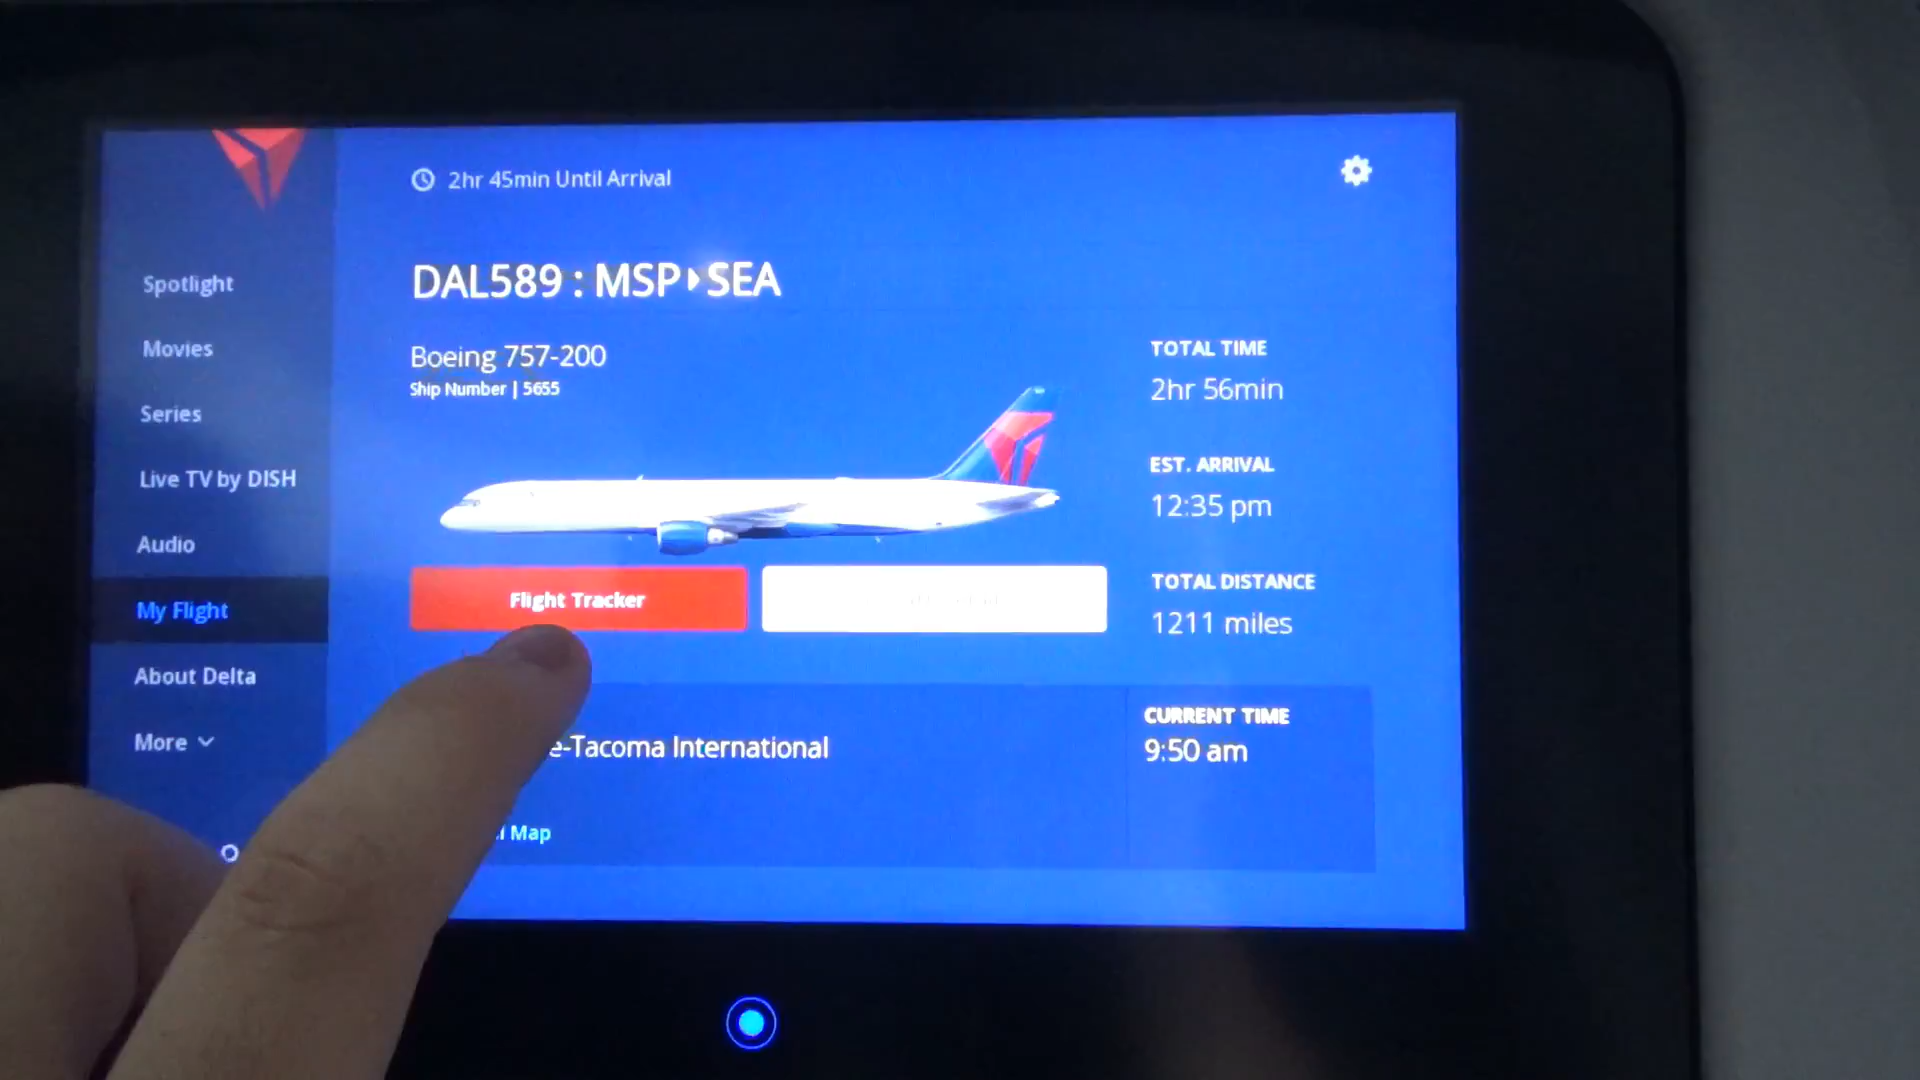 2hr 45min Until Arrival
DAL589 : MSP▸SEA
Boeing 757-200
Ship Number | 5655
Spotlight
Movies
Series
Live TV by DISH
Audio
My Flight
About Delta
More
Flight Tracker
TOTAL TIME
2hr 56min
EST. ARRIVAL
12:35 pm
TOTAL DISTANCE
1211 miles
e-Tacoma International
Map
CURRENT TIME
9:50 am